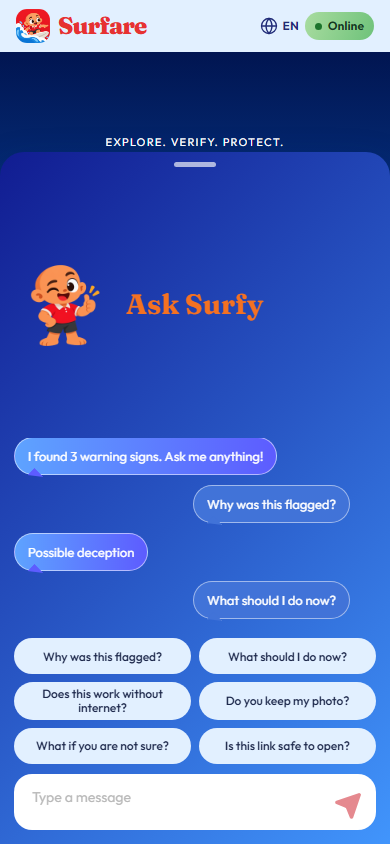 Surfare
EN
Online
EXPLORE. VERIFY. PROTECT.
Ask Surfy
I found 3 warning signs. Ask me anything!
Why was this flagged?
Possible deception
What should I do now?
Why was this flagged?
What should I do now?
Does this work without
internet?
Do you keep my photo?
What if you are not sure?
Is this link safe to open?
Type a message